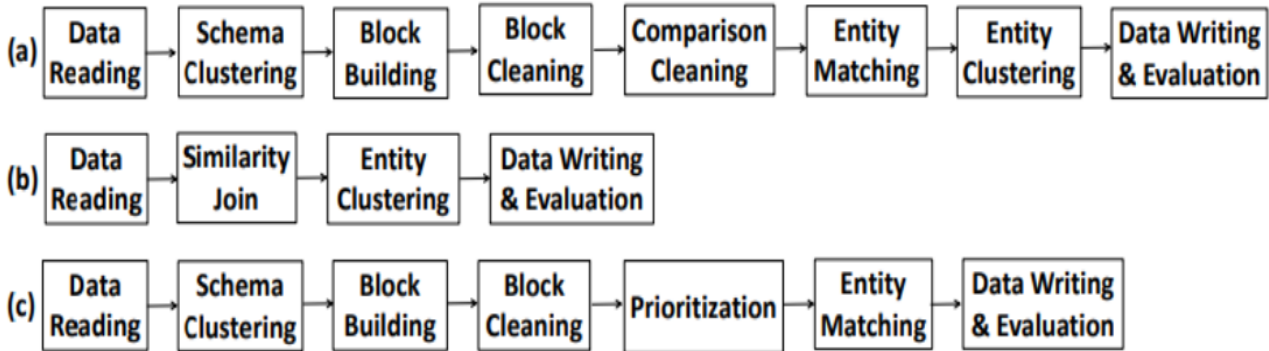 (a) Data Reading Schema Clustering Block Building Block Cleaning Comparison Cleaning Entity Matching Entity Clustering Data Writing & Evaluation
(b) Data Reading Similarity Join Entity Clustering Data Writing & Evaluation
(c) Data Reading Schema Clustering Block Building Block Cleaning Prioritization Entity Matching Data Writing & Evaluation